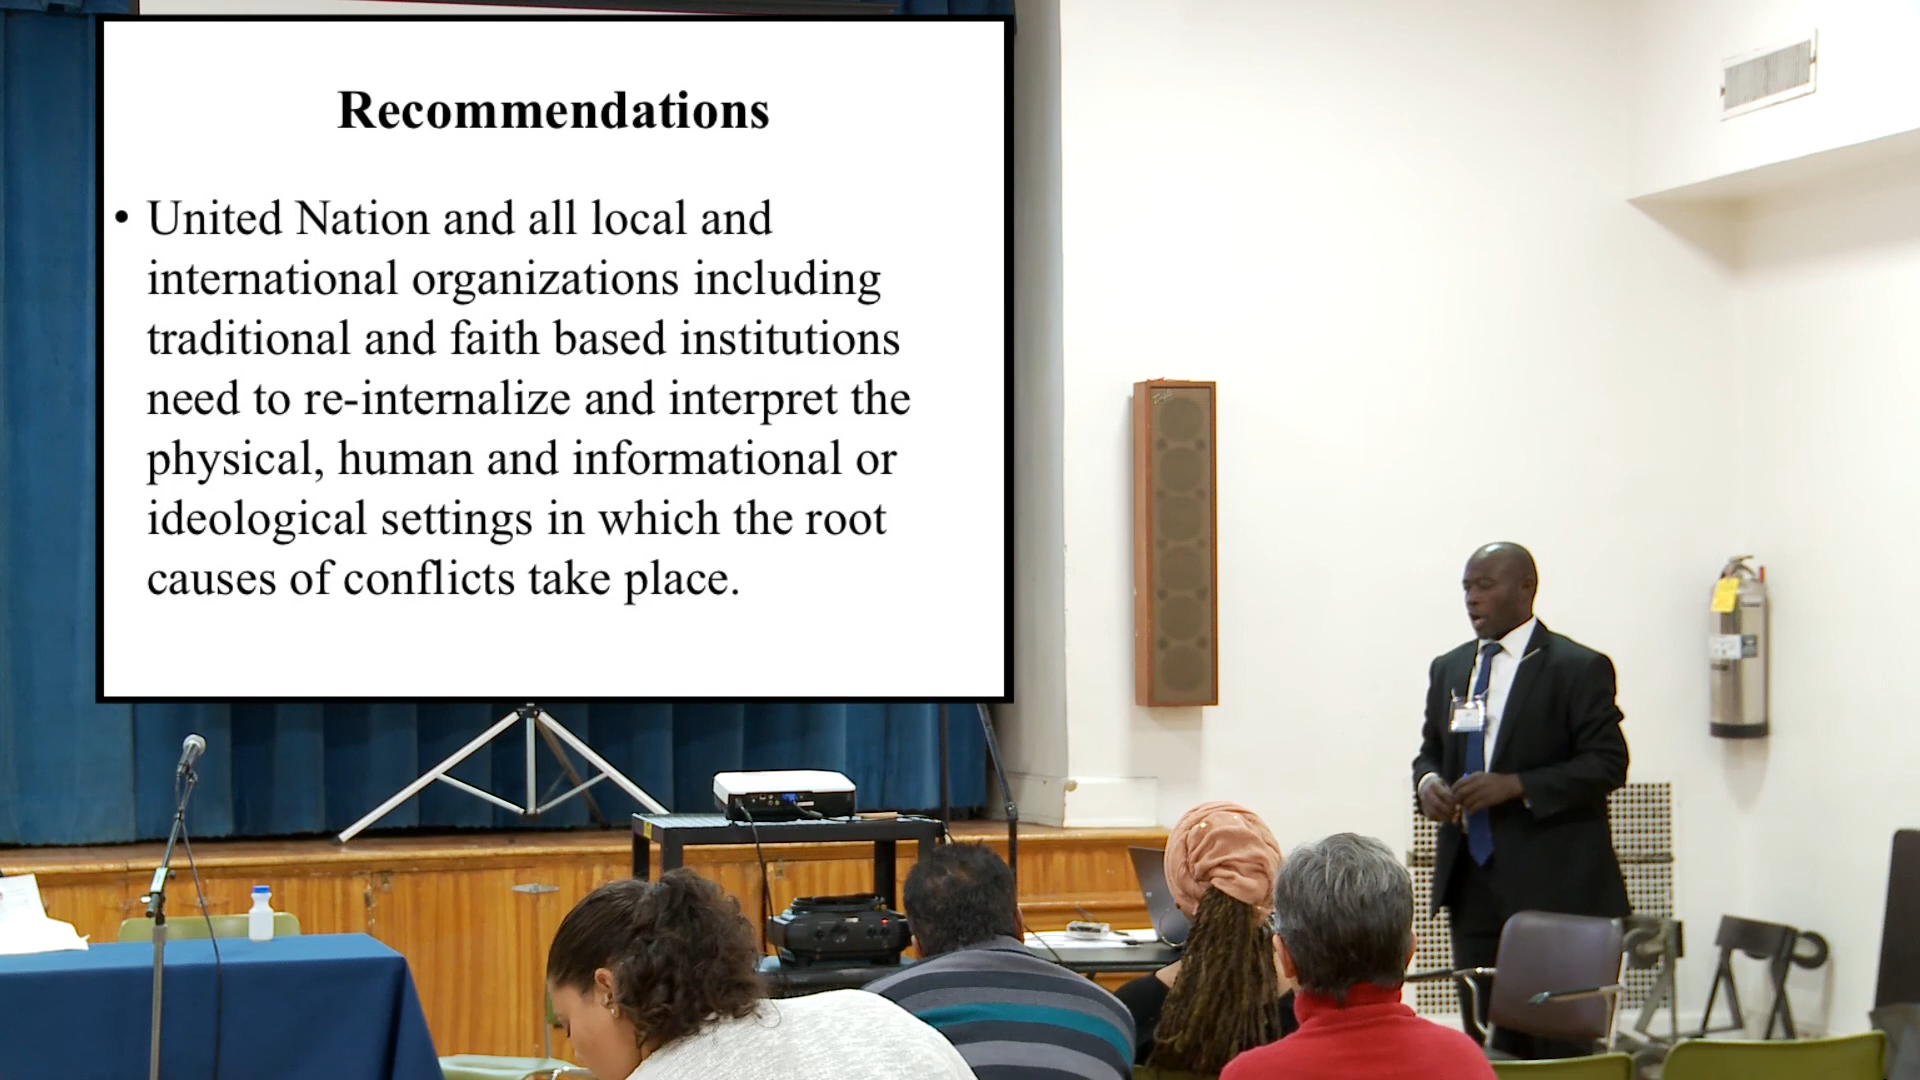 Recommendations
• United Nation and all local and
international organizations including
traditional and faith based institutions
need to re-internalize and interpret the
physical, human and informational or
ideological settings in which the root
causes of conflicts take place.